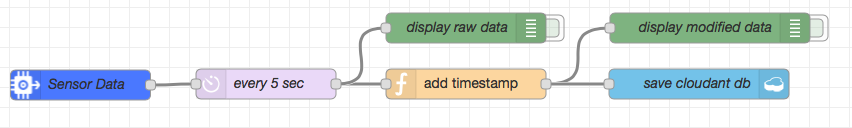 display raw data
display modified data
Sensor Data
every 5 sec
add timestamp
save cloudant db